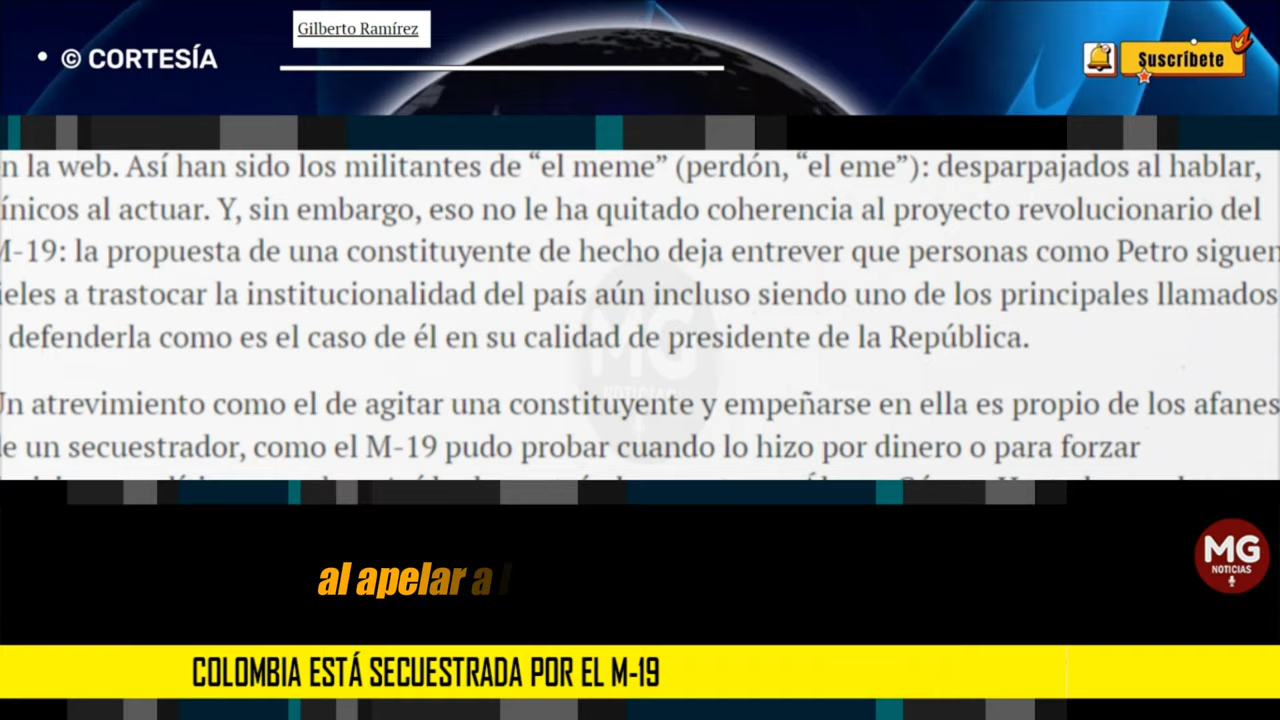 Gilberto Ramírez
• © CORTESÍA
Suscríbete
n la web. Así han sido los militantes de “el meme” (perdón, “el eme”): desparpajados al hablar,
ínicos al actuar. Y, sin embargo, eso no le ha quitado coherencia al proyecto revolucionario del
M-19: la propuesta de una constituyente de hecho deja entrever que personas como Petro siguen
ieles a trastocar la institucionalidad del país aún incluso siendo uno de los principales llamados
defenderla como es el caso de él en su calidad de presidente de la República.
Un atrevimiento como el de agitar una constituyente y empeñarse en ella es propio de los afanes
de un secuestrador, como el M-19 pudo probar cuando lo hizo por dinero o para forzar
MG
NOTICIAS
al apelar a
MG
NOTICIAS
COLOMBIA ESTÁ SECUESTRADA POR EL M-19